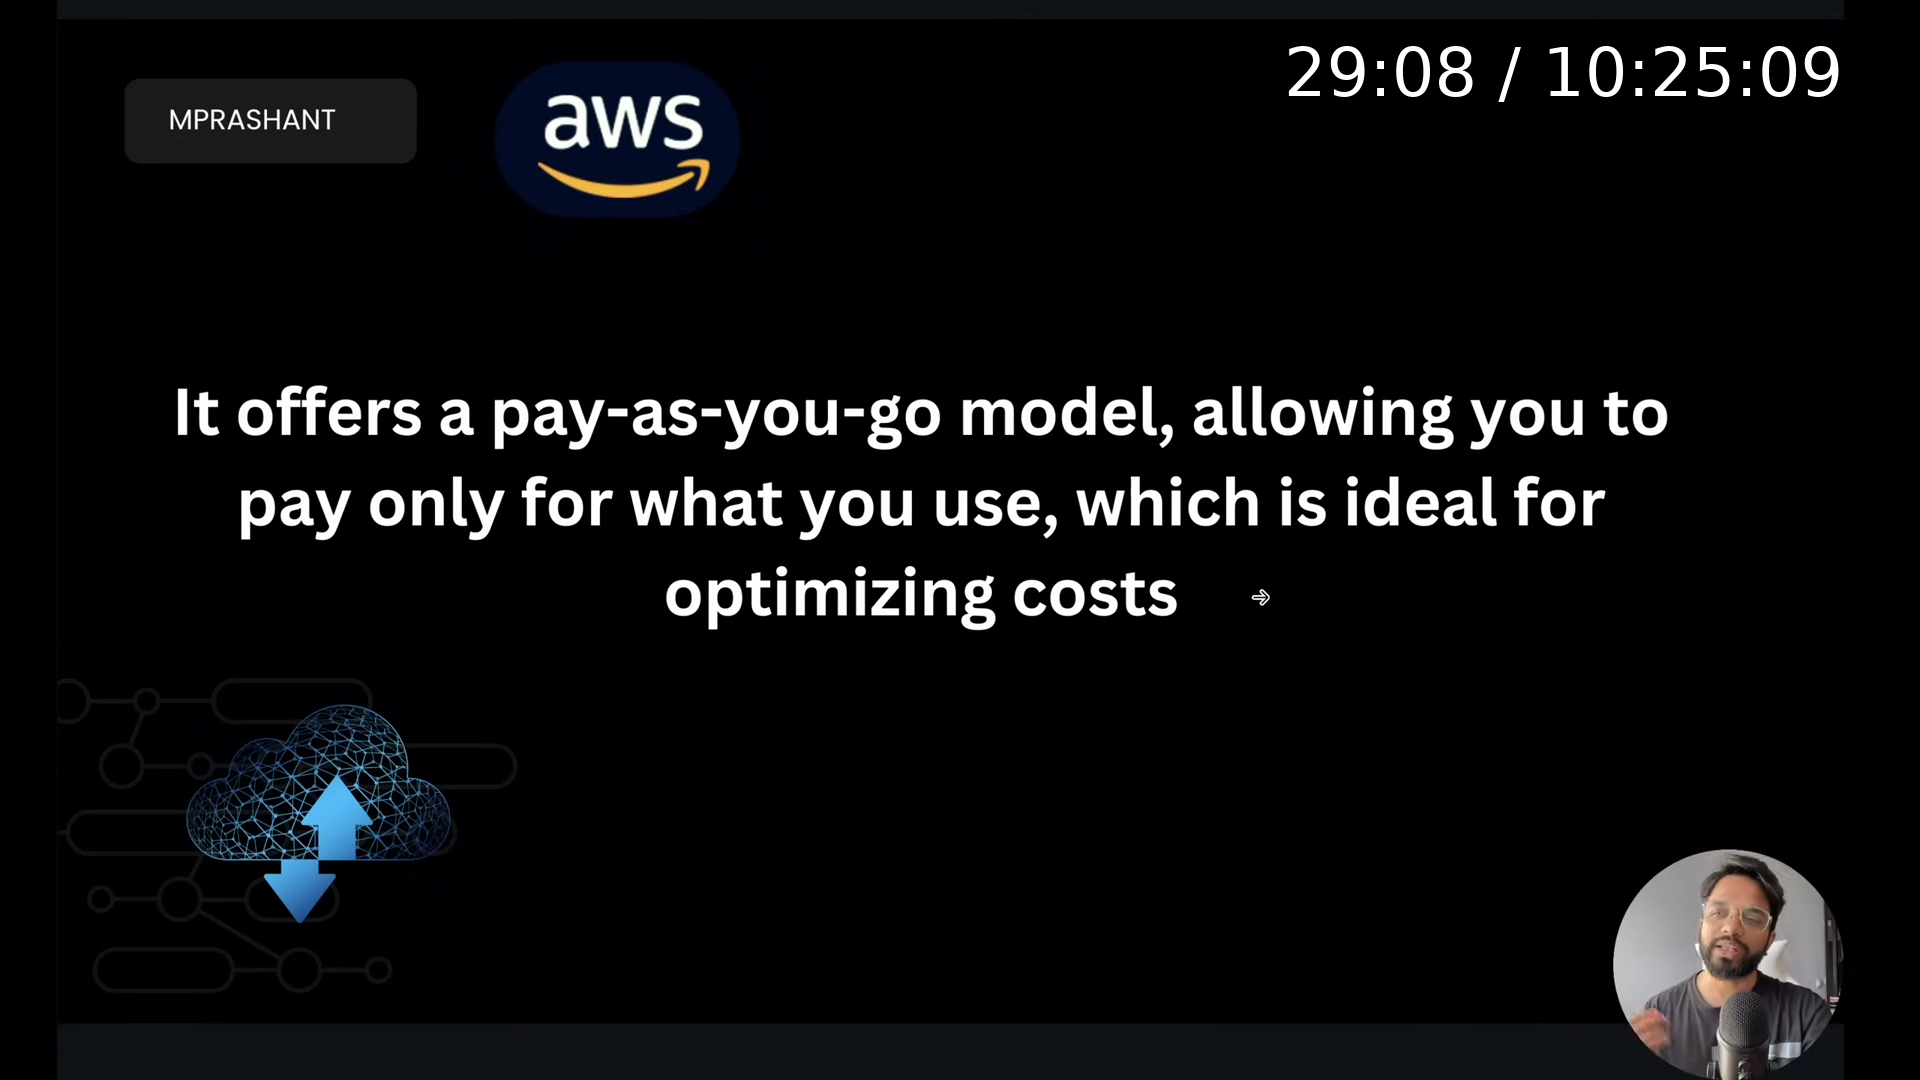 MPRASHANT
aws
29:08 / 10:25:09
It offers a pay-as-you-go model, allowing you to
pay only for what you use, which is ideal for
optimizing costs